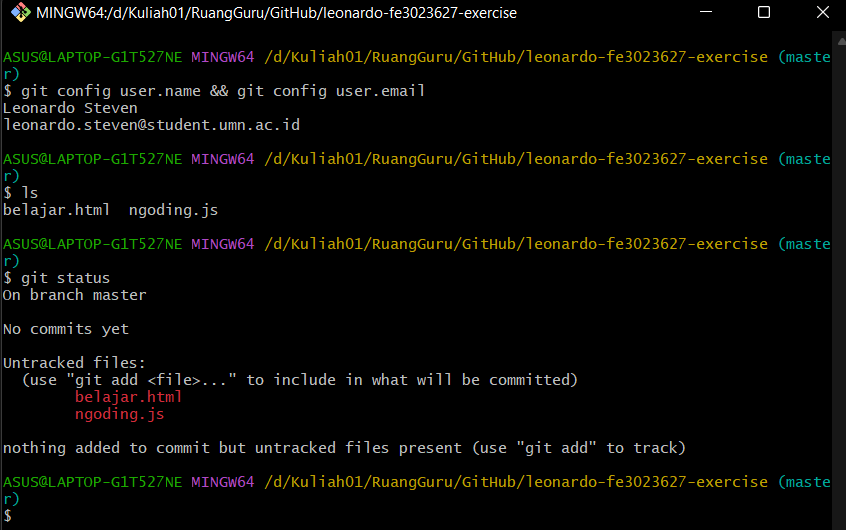 MINGW64:/d/Kuliah01/RuangGuru/GitHub/leonardo-fe3023627-exercise
ASUS@LAPTOP-G1T527NE MINGW64 /d/Kuliah01/RuangGuru/GitHub/leonardo-fe3023627-exercise (maste
r)
$ git config user.name && git config user.email
Leonardo Steven
leonardo.steven@student.umn.ac.id
ASUS@LAPTOP-G1T527NE MINGW64 /d/Kuliah01/RuangGuru/GitHub/leonardo-fe3023627-exercise (maste
r)
$ ls
belajar.html  ngoding.js
ASUS@LAPTOP-G1T527NE MINGW64 /d/Kuliah01/RuangGuru/GitHub/leonardo-fe3023627-exercise (maste
r)
$ git status
On branch master
No commits yet
Untracked files:
  (use "git add <file>..." to include in what will be committed)
        belajar.html
        ngoding.js
nothing added to commit but untracked files present (use "git add" to track)
ASUS@LAPTOP-G1T527NE MINGW64 /d/Kuliah01/RuangGuru/GitHub/leonardo-fe3023627-exercise (maste
r)
$